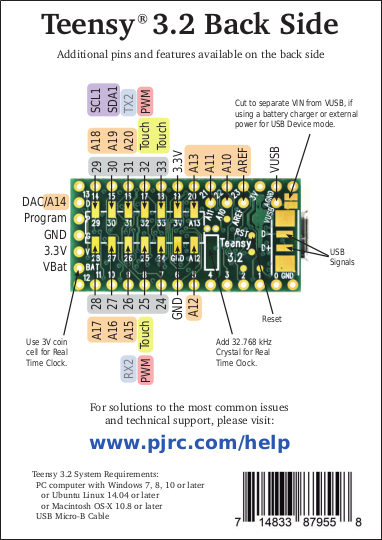 Teensy® 3.2 Back Side
Additional pins and features available on the back side
SCL1
SDA1
TX2
PWM
A18
A19
A20
Touch
Touch
29
30
31
32
33
3.3V
A13
A11
A10
AREF
VUSB
Cut to separate VIN from VUSB, if
using a battery charger or external
power for USB Device mode.
DAC/A14
Program
GND
3.3V
VBat
Teensy
3.2
RST
D-
D+
BAT
12
0 GND
USB
Signals
28
27
26
25
24
GND
A12
A17
A16
A15
Touch
RX2
PWM
Reset
Use 3V coin
cell for Real
Time Clock.
Add 32.768 kHz
Crystal for Real
Time Clock.
For solutions to the most common issues
and technical support, please visit:
www.pjrc.com/help
Teensy 3.2 System Requirements:
PC computer with Windows 7, 8, 10 or later
or Ubuntu Linux 14.04 or later
or Macintosh OS-X 10.8 or later
USB Micro-B Cable
7 14833 87955 8